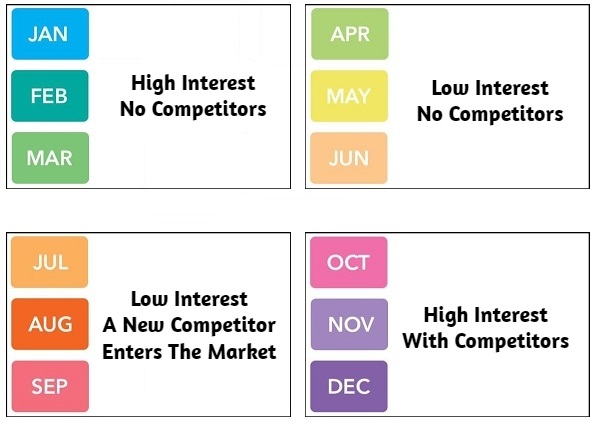 JAN
FEB
MAR
High Interest
No Competitors
APR
MAY
JUN
Low Interest
No Competitors
JUL
AUG
SEP
Low Interest
A New Competitor
Enters The Market
OCT
NOV
DEC
High Interest
With Competitors